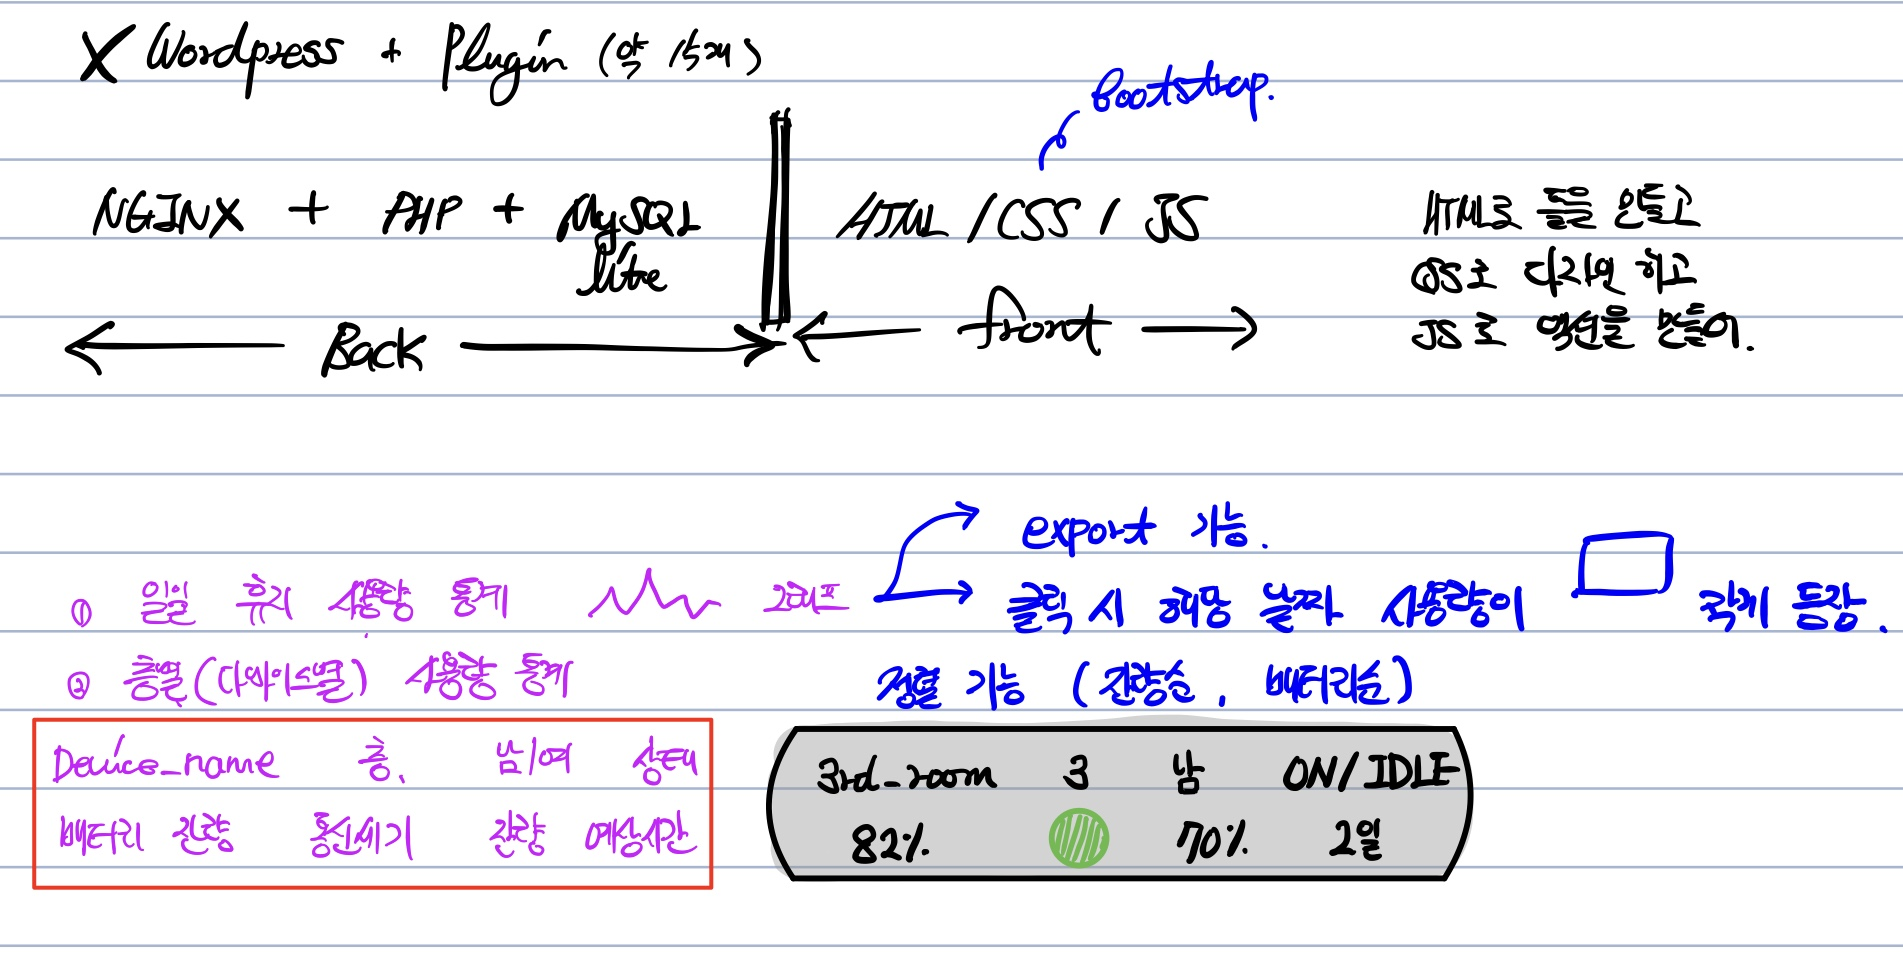 X Wordpress + Plugin (약 15개)
Bootstrap.
NGINX + PHP + MySQL lite
HTML / CSS / JS
Back
front
HTML로 틀을 만들고
CSS로 디자인 하고
JS로 액션을 만들어.
export 기능.
① 일일 휴지 사용량 통계 그래프
클릭 시 해당 날짜 사용량이 작게 등장.
② 층별(디바이스별) 사용량 통계
정렬 기능 (잔량순, 배터리순)
Device_name 층. 남/여 상태
배터리 잔량 통신세기 잔량 예상시간
3rd_room 3 남 ON/IDLE
82% 70% 2일